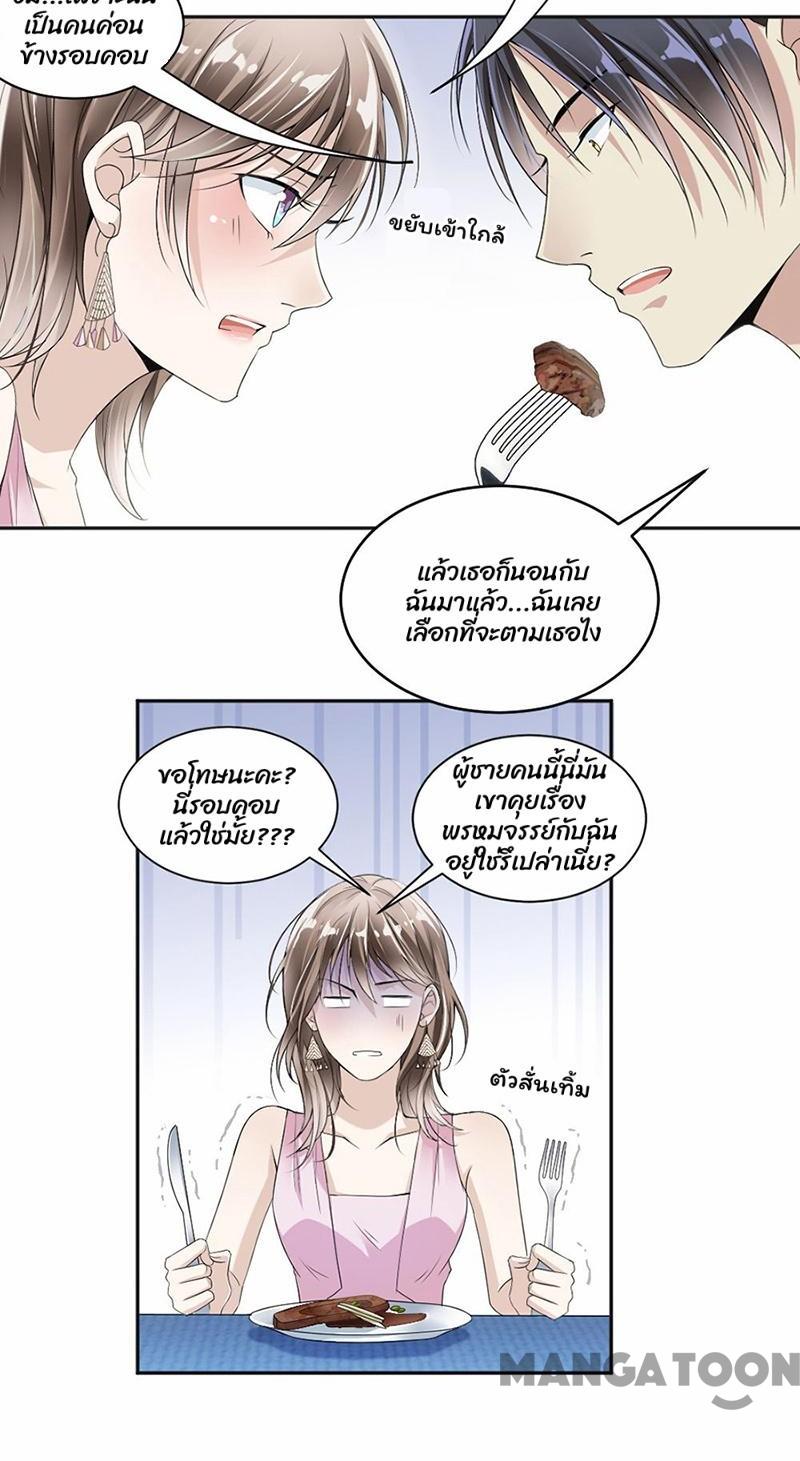 เป็นคนค่อน
ข้างรอบคอบ
ขยับเข้าใกล้
แล้วเธอก็นอนกับ
ฉันมาแล้ว...ฉันเลย
เลือกที่จะตามเธอไง
ขอโทษนะคะ?
นี่รอบคอบ
แล้วใช่มั้ย???
ผู้ชายคนนี้นี่มัน
เขาคุยเรื่อง
พรหมจรรย์กับฉัน
อยู่ใช่รึเปล่าเนี่ย?
ตัวสั่นเทิ้ม
MANGATOON